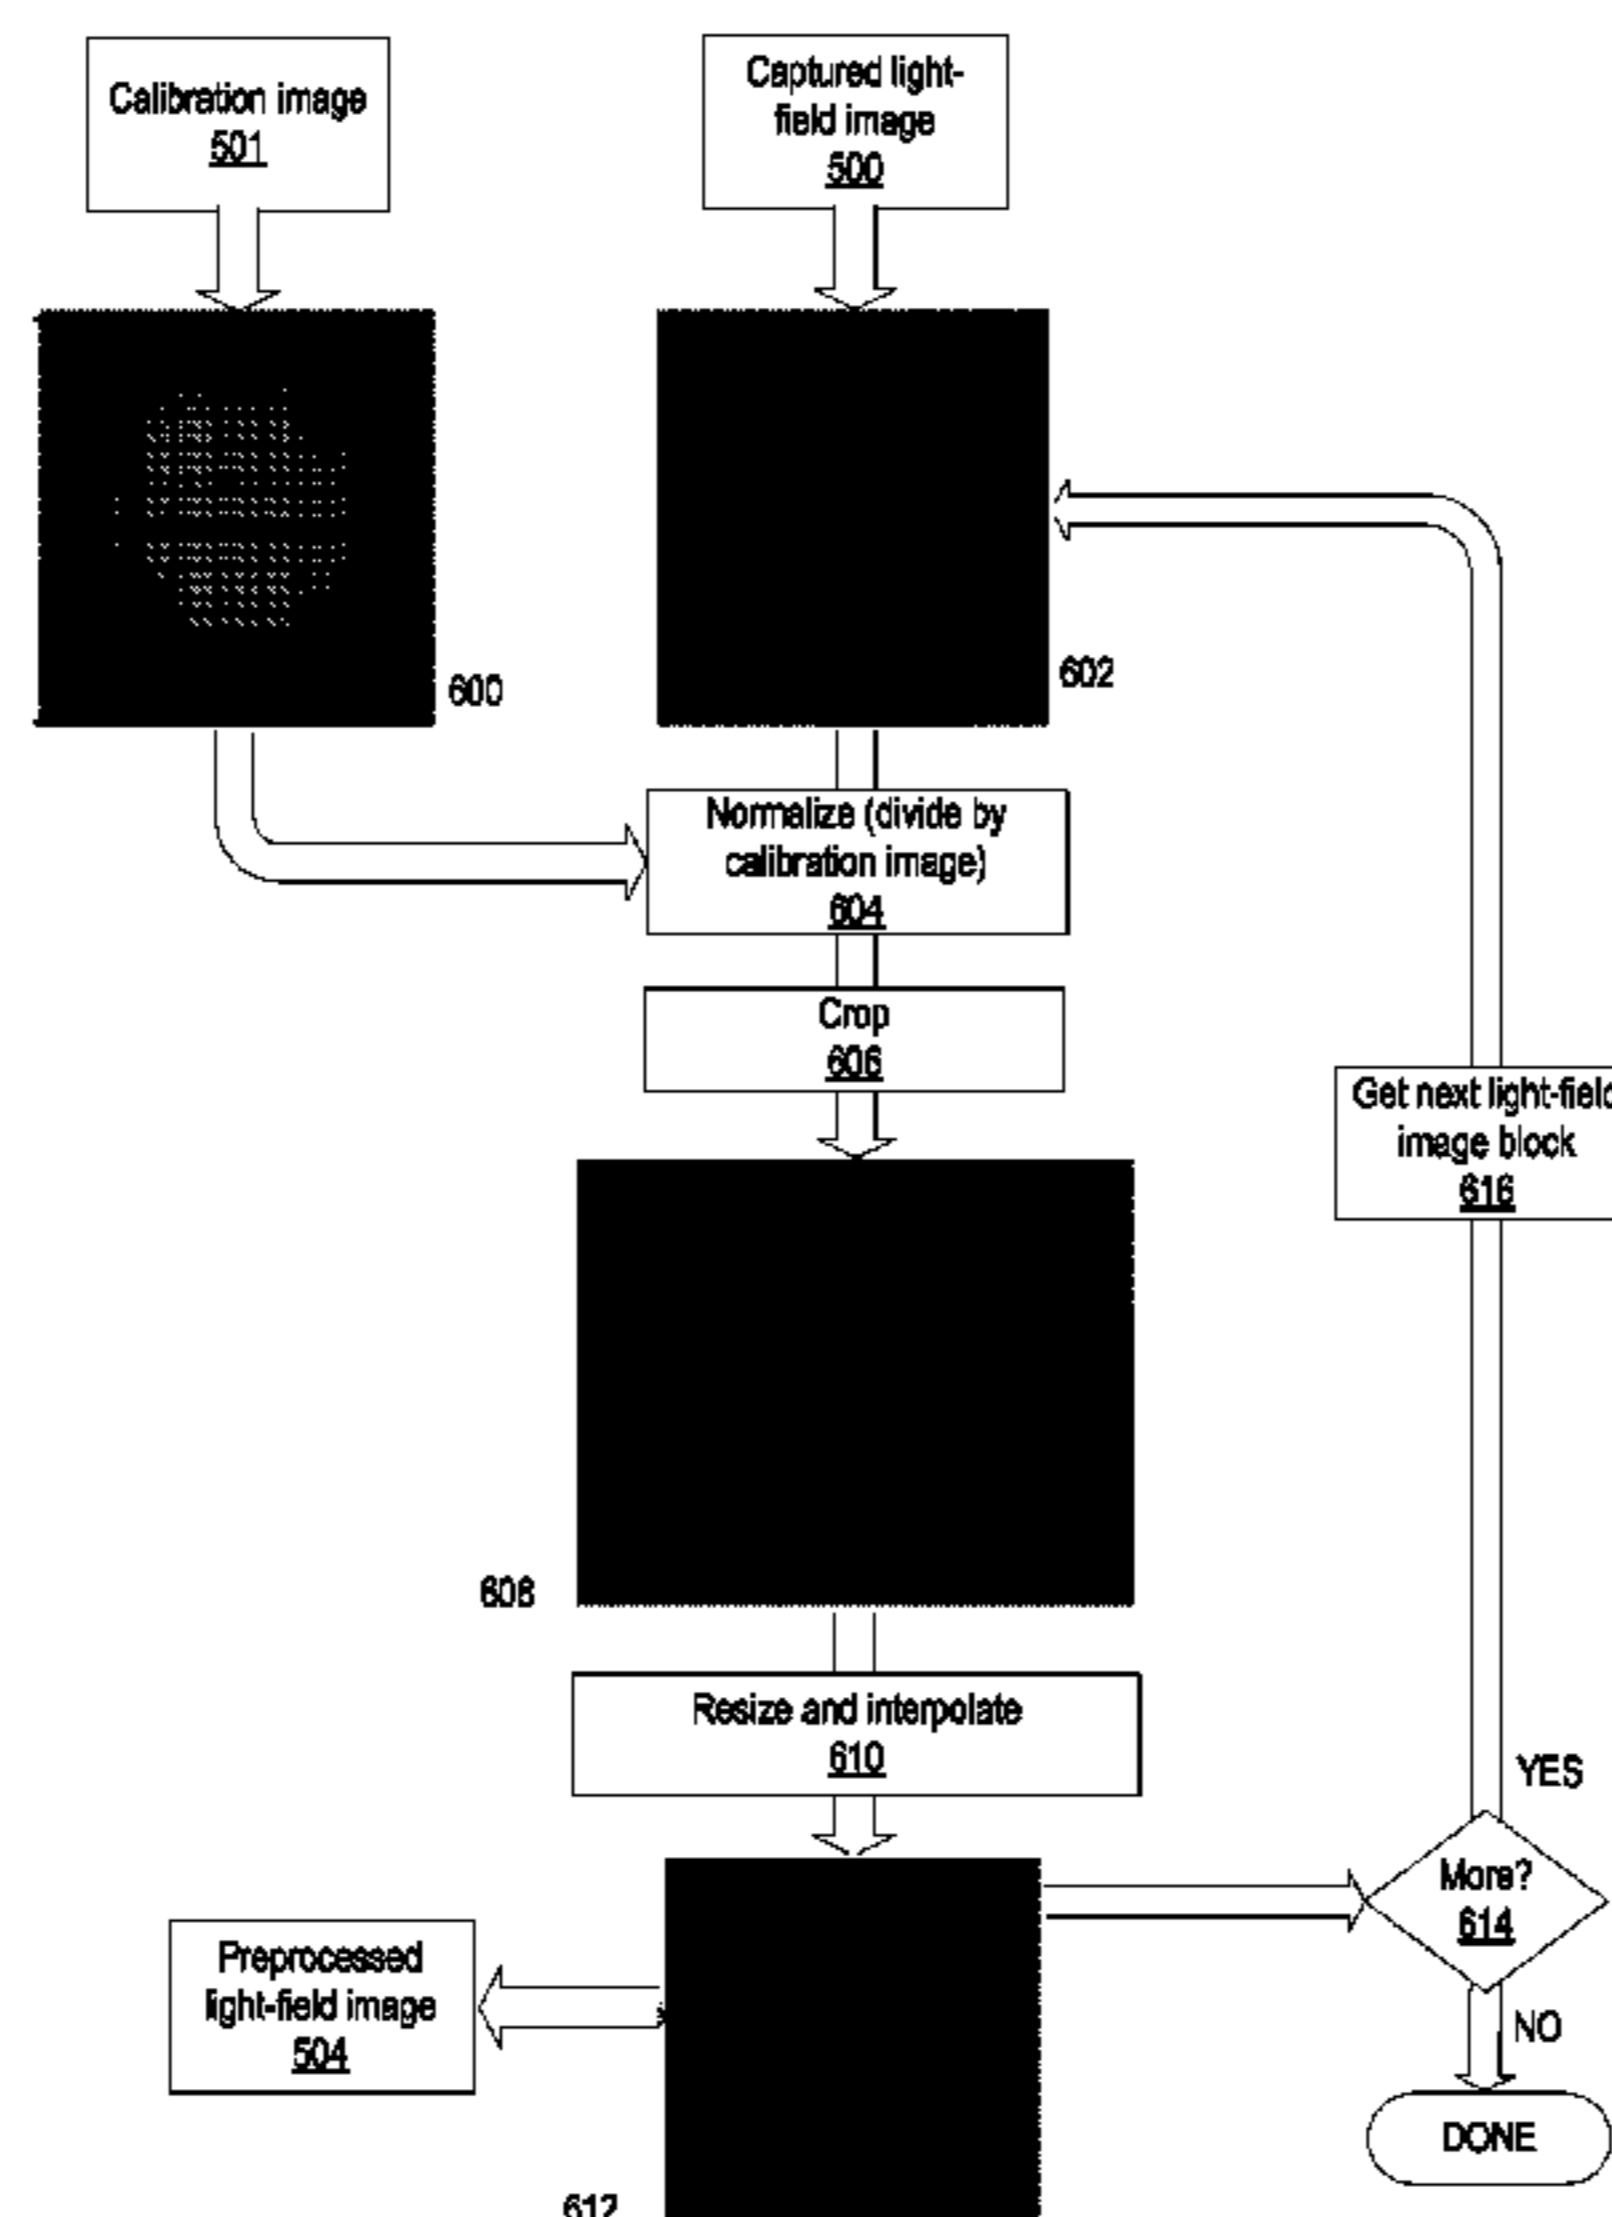 Calibration image
501
Captured light-
field image
500
600
602
Normalize (divide by
calibration image)
604
Crop
606
Get next light-field
image block
616
608
Resize and interpolate
610
YES
More?
614
Preprocessed
light-field image
504
NO
DONE
612